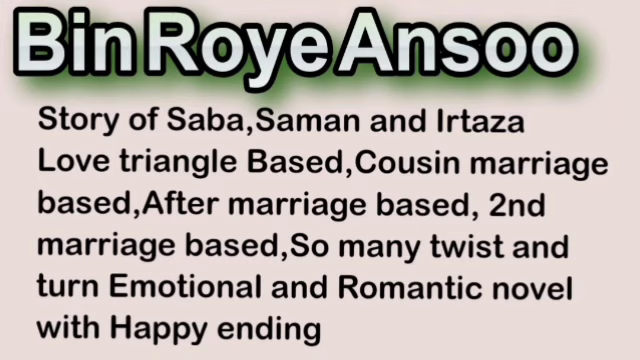 Bin Roye Ansoo
Story of Saba,Saman and Irtaza
Love triangle Based,Cousin marriage
based,After marriage based, 2nd
marriage based,So many twist and
turn Emotional and Romantic novel
with Happy ending